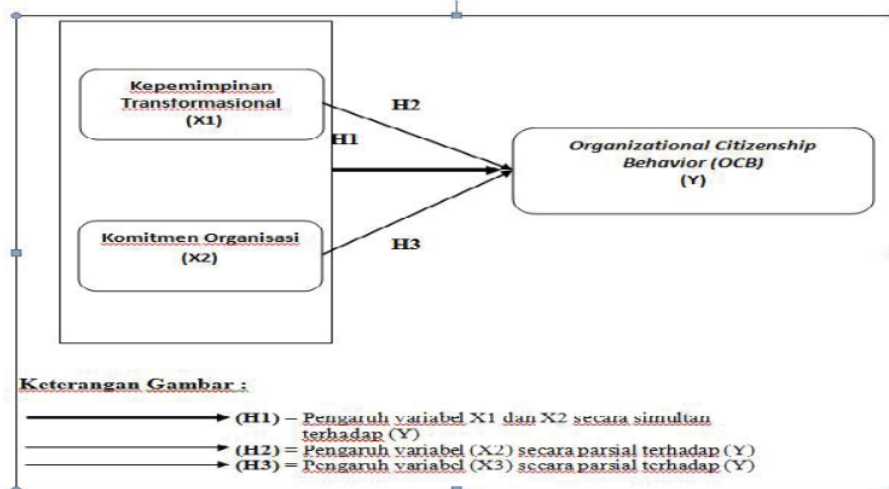 Kepemimpinan
Transformasional
(X1)
H2
H1
Organizational Citizenship
Behavior (OCB)
(Y)
Komitmen Organisasi
(X2)
H3
Keterangan Gambar :
(H1) = Pengaruh variabel X1 dan X2 secara simultan
terhadap (Y)
(H2) = Pengaruh variabel (X2) secara parsial terhadap (Y)
(H3) = Pengaruh variabel (X3) secara parsial terhadap (Y)